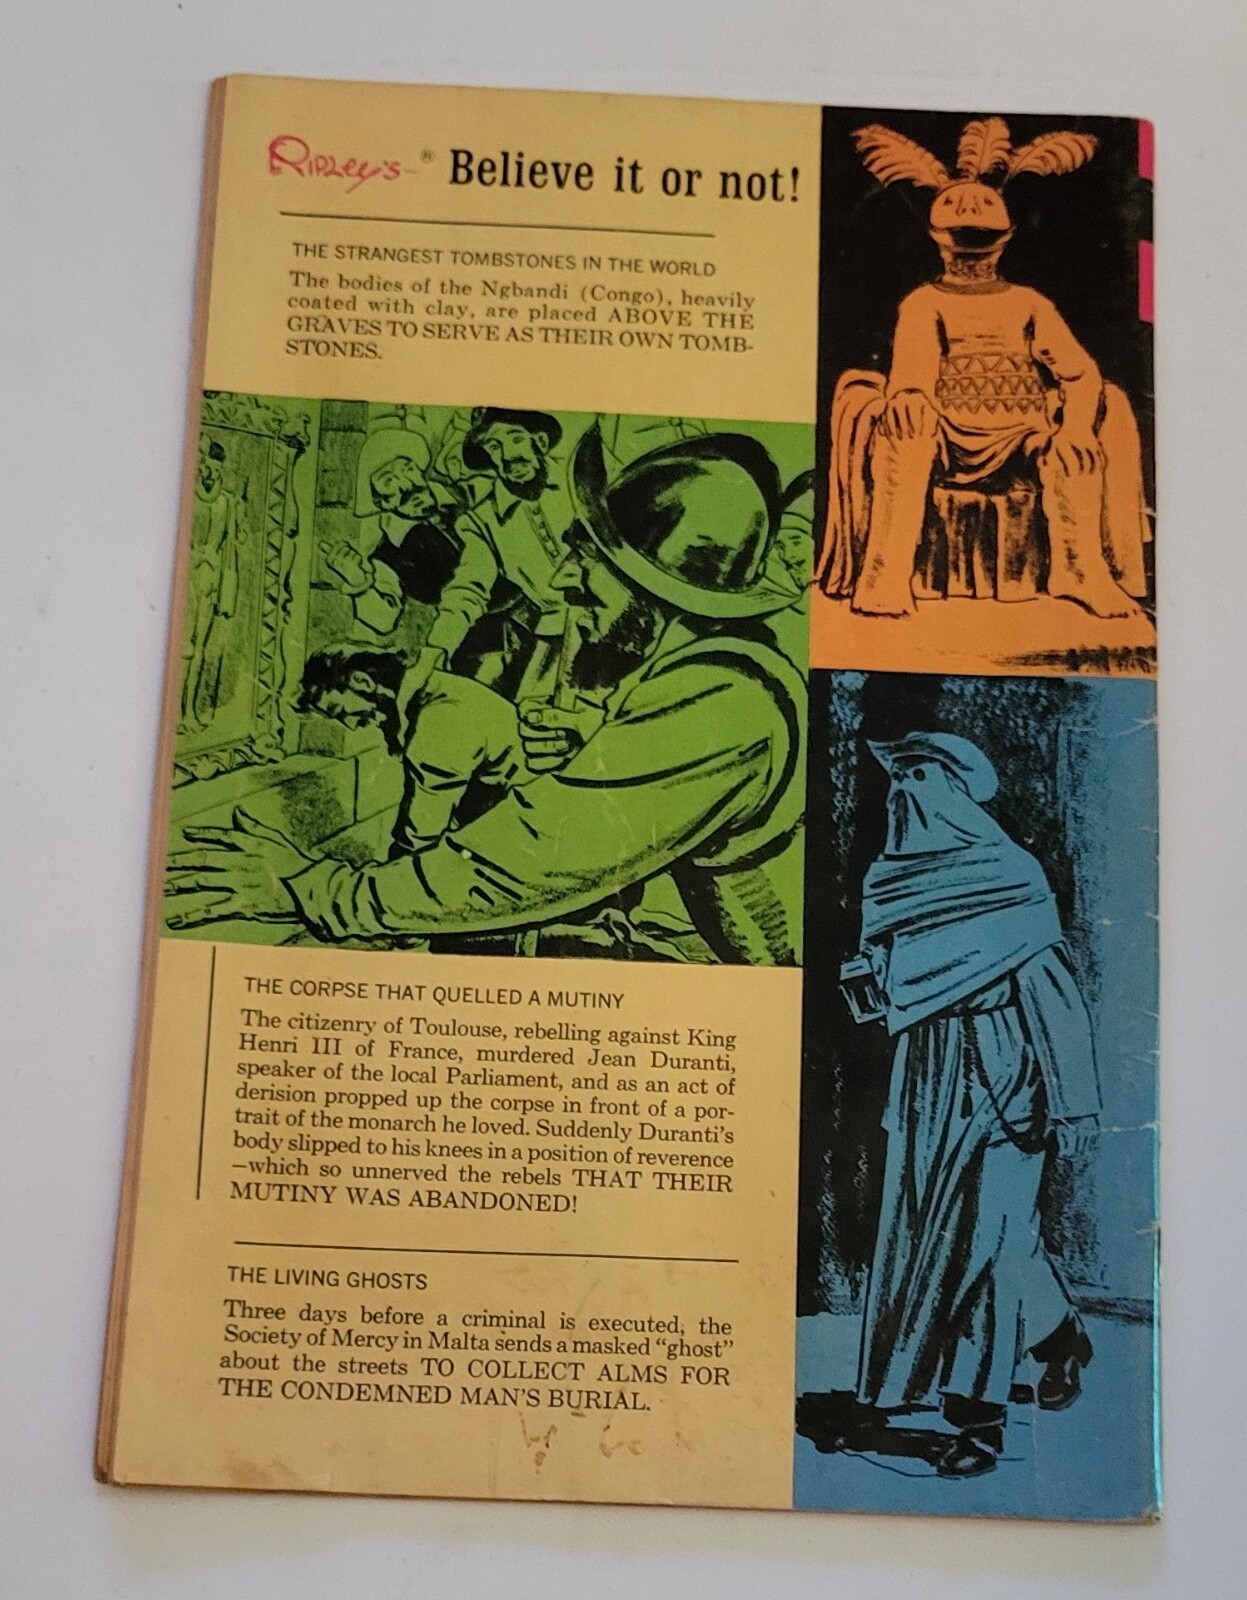 Ripley's-® Believe it or not!
THE STRANGEST TOMBSTONES IN THE WORLD
The bodies of the Ngbandi (Congo), heavily
coated with clay, are placed ABOVE THE
GRAVES TO SERVE AS THEIR OWN TOMB-
STONES.
THE CORPSE THAT QUELLED A MUTINY
The citizenry of Toulouse, rebelling against King
Henri III of France, murdered Jean Duranti,
speaker of the local Parliament, and as an act of
derision propped up the corpse in front of a por-
trait of the monarch he loved. Suddenly Duranti's
body slipped to his knees in a position of reverence
—which so unnerved the rebels THAT THEIR
MUTINY WAS ABANDONED!
THE LIVING GHOSTS
Three days before a criminal is executed, the
Society of Mercy in Malta sends a masked “ghost”
about the streets TO COLLECT ALMS FOR
THE CONDEMNED MAN'S BURIAL.